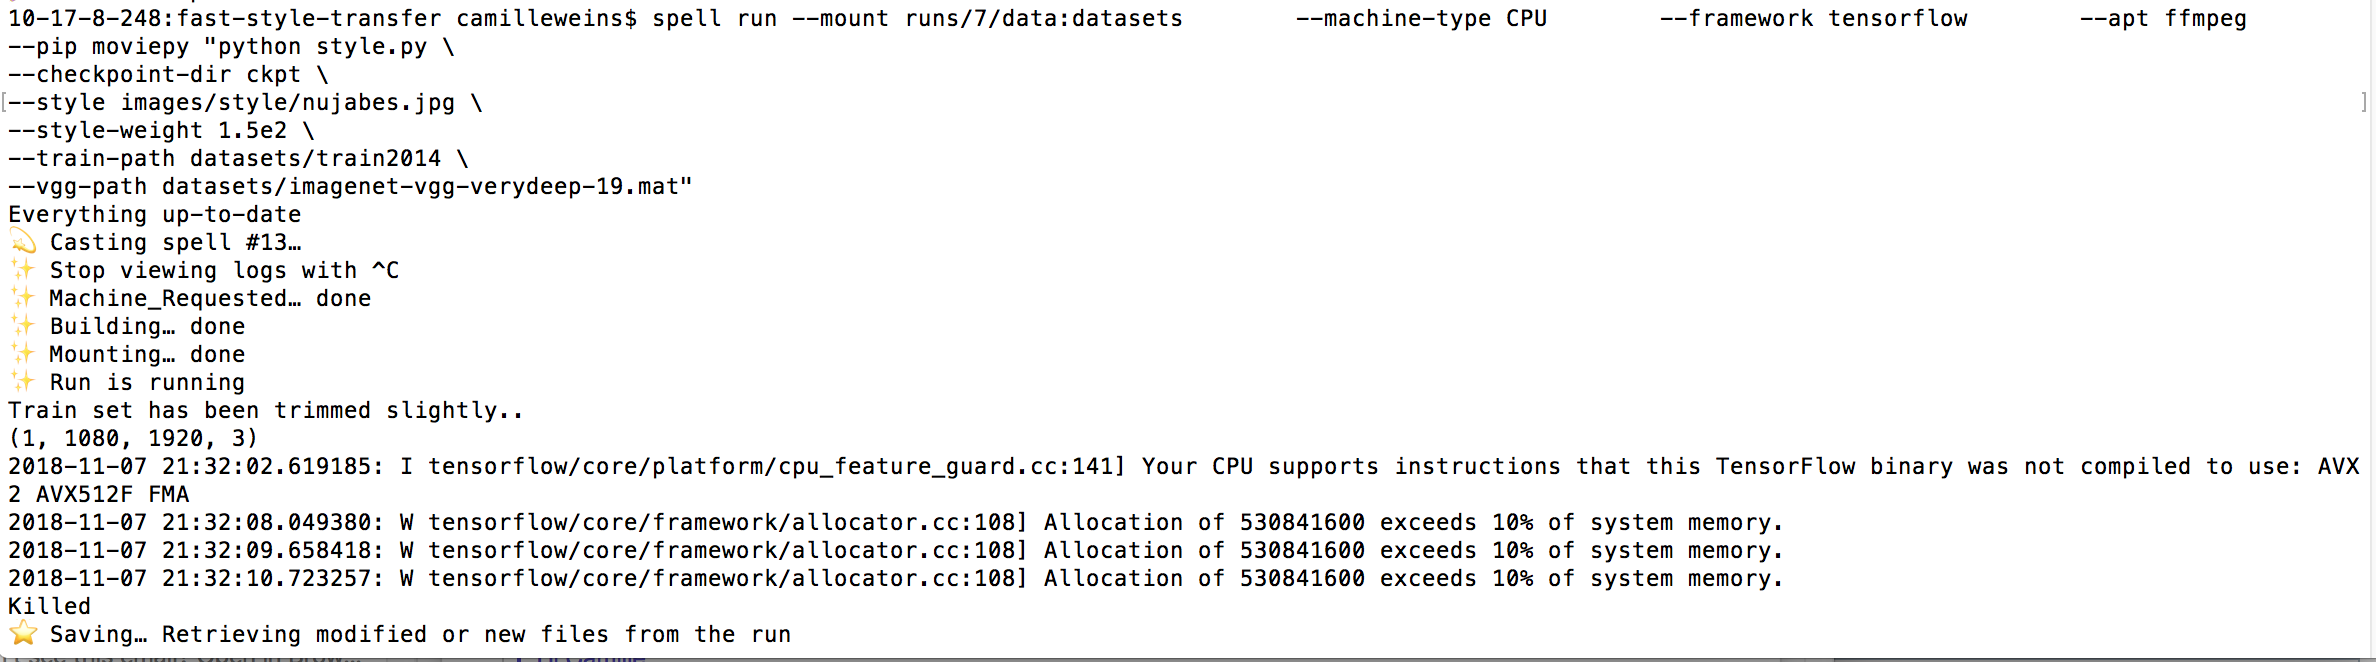 10-17-8-248:fast-style-transfer camilleweins$ spell run --mount runs/7/data:datasets        --machine-type CPU        --framework tensorflow        --apt ffmpeg
--pip moviepy "python style.py \
--checkpoint-dir ckpt \
[--style images/style/nujabes.jpg \ ]
--style-weight 1.5e2 \
--train-path datasets/train2014 \
--vgg-path datasets/imagenet-vgg-verydeep-19.mat"
Everything up-to-date
💫 Casting spell #13…
✨ Stop viewing logs with ^C
✨ Machine_Requested… done
✨ Building… done
✨ Mounting… done
✨ Run is running
Train set has been trimmed slightly..
(1, 1080, 1920, 3)
2018-11-07 21:32:02.619185: I tensorflow/core/platform/cpu_feature_guard.cc:141] Your CPU supports instructions that this TensorFlow binary was not compiled to use: AVX
2 AVX512F FMA
2018-11-07 21:32:08.049380: W tensorflow/core/framework/allocator.cc:108] Allocation of 530841600 exceeds 10% of system memory.
2018-11-07 21:32:09.658418: W tensorflow/core/framework/allocator.cc:108] Allocation of 530841600 exceeds 10% of system memory.
2018-11-07 21:32:10.723257: W tensorflow/core/framework/allocator.cc:108] Allocation of 530841600 exceeds 10% of system memory.
Killed
⭐ Saving… Retrieving modified or new files from the run